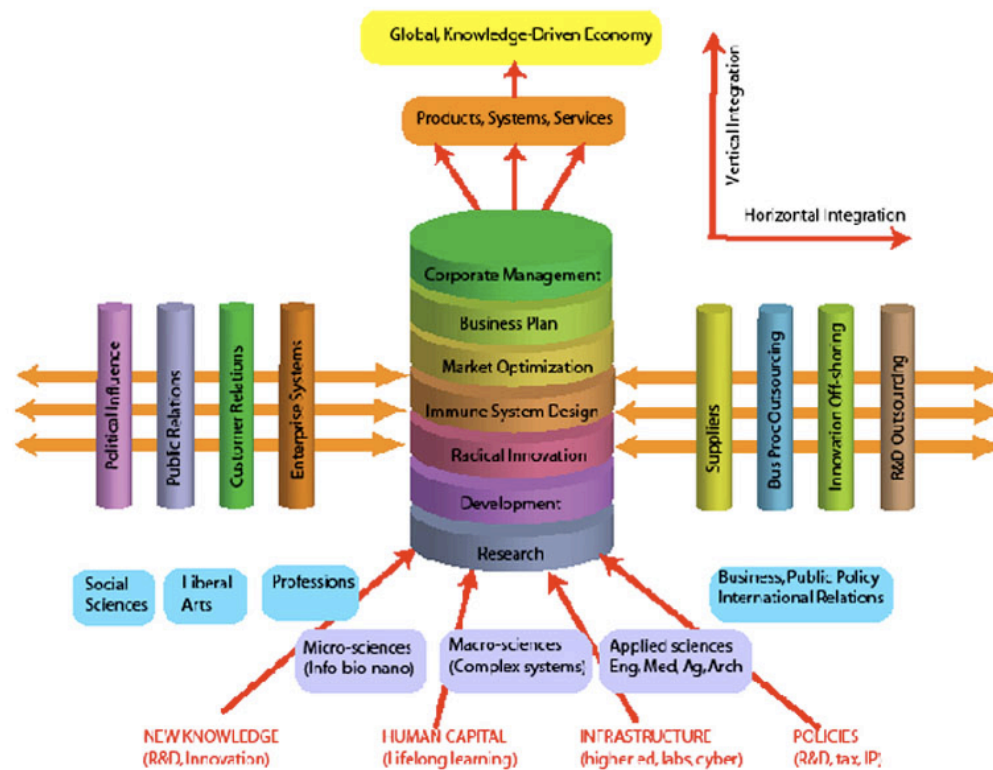 Global, Knowledge-Driven Economy
Products, Systems, Services
Vertical Integration
Horizontal Integration
Corporate Management
Business Plan
Market Optimization
Immune System Design
Radical Innovation
Development
Research
Political Influence
Public Relations
Customer Relations
Enterprise Systems
Suppliers
Bus Proc Outsourcing
Innovation Off-shoring
R&D Outsourcing
Social
Sciences
Liberal
Arts
Professions
Business, Public Policy
International Relations
Micro-sciences
(Info bio nano)
Macro-sciences
(Complex systems)
Applied sciences
Eng, Med, Ag, Arch
NEW KNOWLEDGE
(R&D, Innovation)
HUMAN CAPITAL
(Lifelong learning)
INFRASTRUCTURE
(higher ed, labs, cyber)
POLICIES
(R&D, tax, IP)